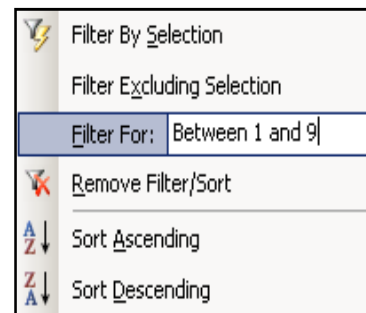 Filter By Selection
Filter Excluding Selection
Filter For: Between 1 and 9
Remove Filter/Sort
A Z Sort Ascending
Z A Sort Descending